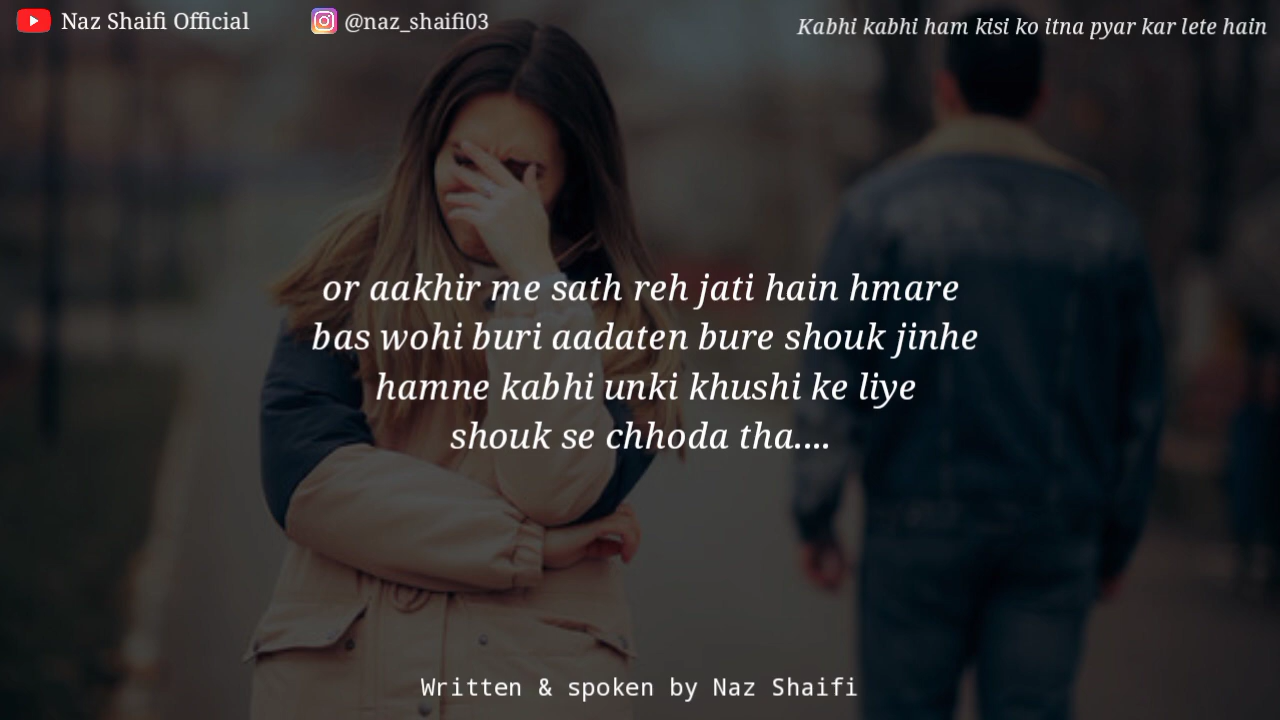 Naz Shaifi Official
@naz_shaifi03
Kabhi kabhi ham kisi ko itna pyar kar lete hain
or aakhir me sath reh jati hain hmare
bas wohi buri aadaten bure shouk jinhe
hamne kabhi unki khushi ke liye
shouk se chhoda tha....
Written & spoken by Naz Shaifi